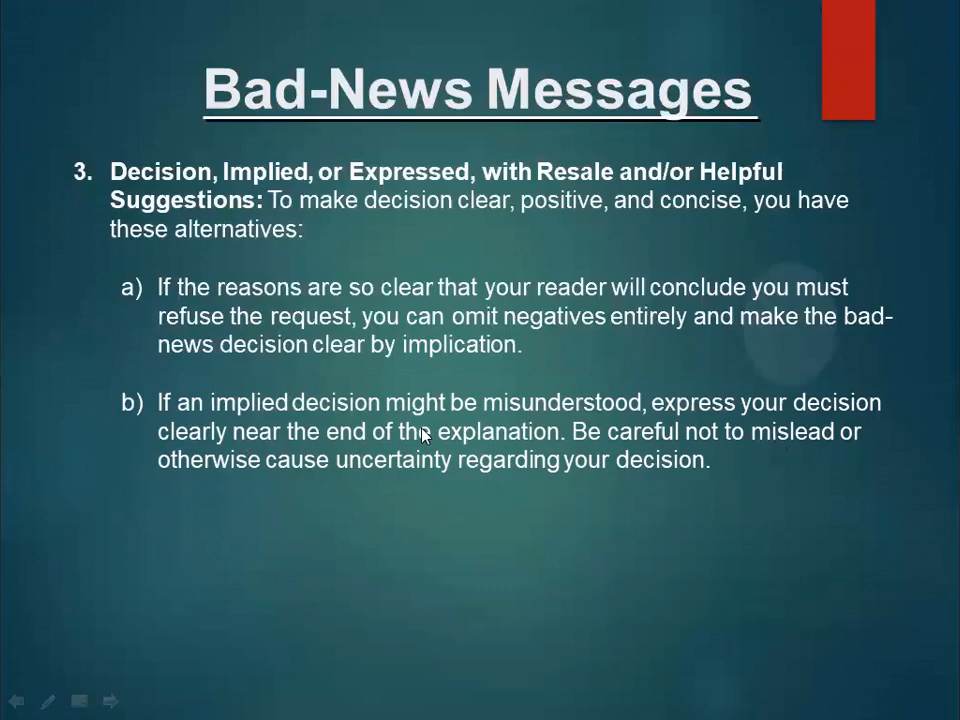 Bad-News Messages
3. Decision, Implied, or Expressed, with Resale and/or Helpful
Suggestions: To make decision clear, positive, and concise, you have
these alternatives:
a) If the reasons are so clear that your reader will conclude you must
refuse the request, you can omit negatives entirely and make the bad-
news decision clear by implication.
b) If an implied decision might be misunderstood, express your decision
clearly near the end of the explanation. Be careful not to mislead or
otherwise cause uncertainty regarding your decision.